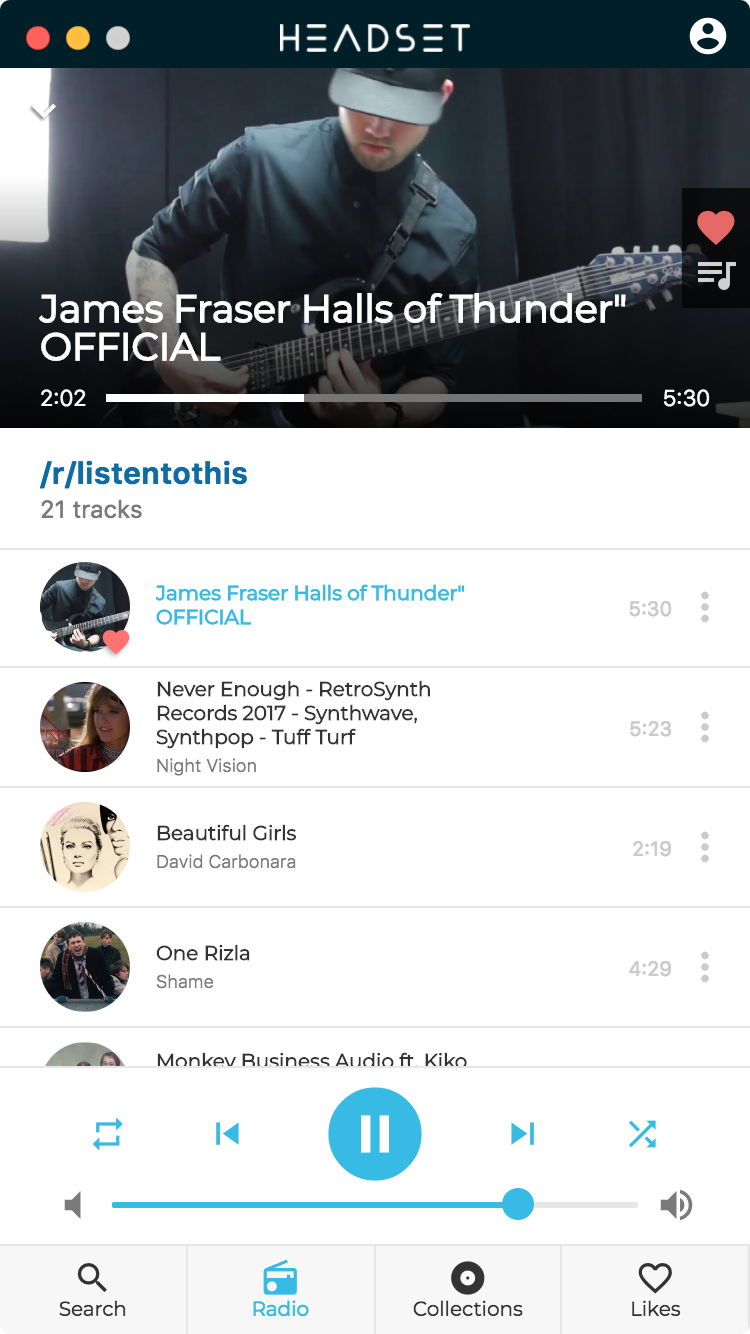 HEADSET
James Fraser Halls of Thunder"
OFFICIAL
2:02
5:30
/r/listentothis
21 tracks
James Fraser Halls of Thunder"
OFFICIAL
5:30
Never Enough - RetroSynth
Records 2017 - Synthwave,
Synthpop - Tuff Turf
Night Vision
5:23
Beautiful Girls
David Carbonara
2:19
One Rizla
Shame
4:29
Monkey Business Audio ft. Kiko
Search
Radio
Collections
Likes